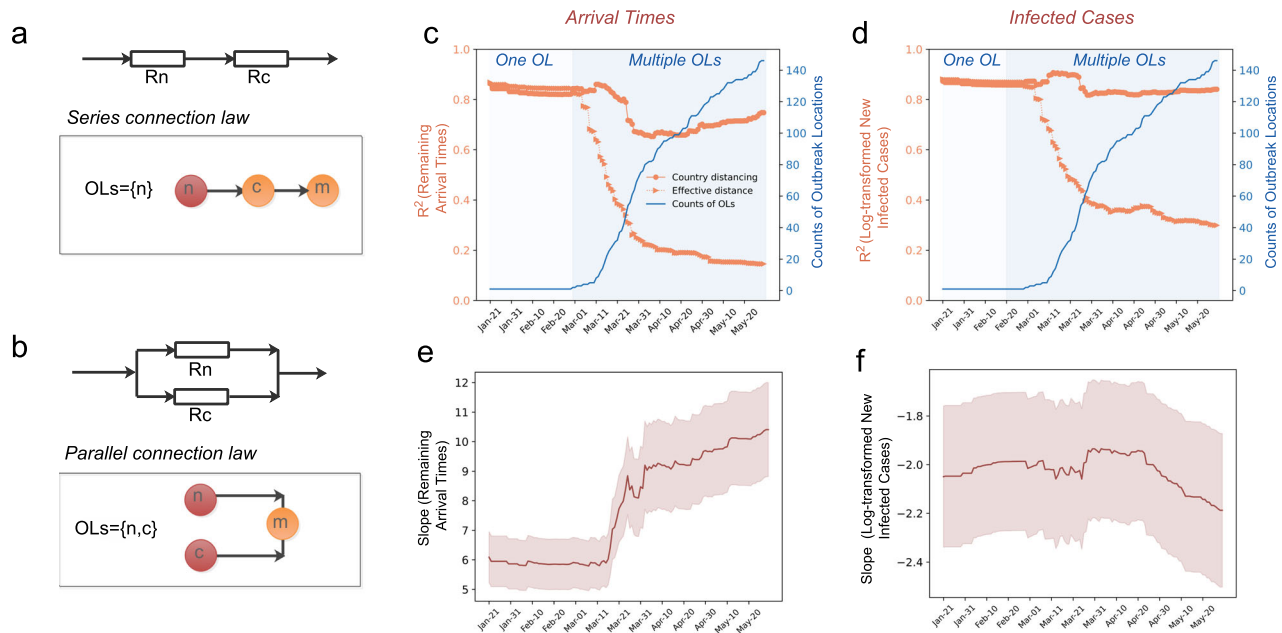 a
Rn
Rc
Series connection law
OLs={n}
n
c
m
b
Rn
Rc
Parallel connection law
OLs={n,c}
n
c
m
Arrival Times
c
One OL
Multiple OLs
R² (Remaining
Arrival Times)
1.0
0.8
0.6
0.4
0.2
0.0
Country distancing
Effective distance
Counts of OLs
140
120
100
80
60
40
20
0
Counts of Outbreak Locations
Jan-21
Jan-31
Feb-10
Feb-20
Mar-01
Mar-11
Mar-21
Mar-31
Apr-10
Apr-20
Apr-30
May-10
May-20
Infected Cases
d
One OL
Multiple OLs
R² (Log-transformed New
Infected Cases)
1.0
0.8
0.6
0.4
0.2
0.0
140
120
100
80
60
40
20
0
Counts of Outbreak Locations
Jan-21
Jan-31
Feb-10
Feb-20
Mar-01
Mar-11
Mar-21
Mar-31
Apr-10
Apr-20
Apr-30
May-10
May-20
e
Slope (Remaining
Arrival Times)
12
11
10
9
8
7
6
5
Jan-21
Jan-31
Feb-10
Feb-20
Mar-01
Mar-11
Mar-21
Mar-31
Apr-10
Apr-20
Apr-30
May-10
May-20
f
Slope (Log-transformed New
Infected Cases)
−1.8
−2.0
−2.2
−2.4
Jan-21
Jan-31
Feb-10
Feb-20
Mar-01
Mar-11
Mar-21
Mar-31
Apr-10
Apr-20
Apr-30
May-10
May-20